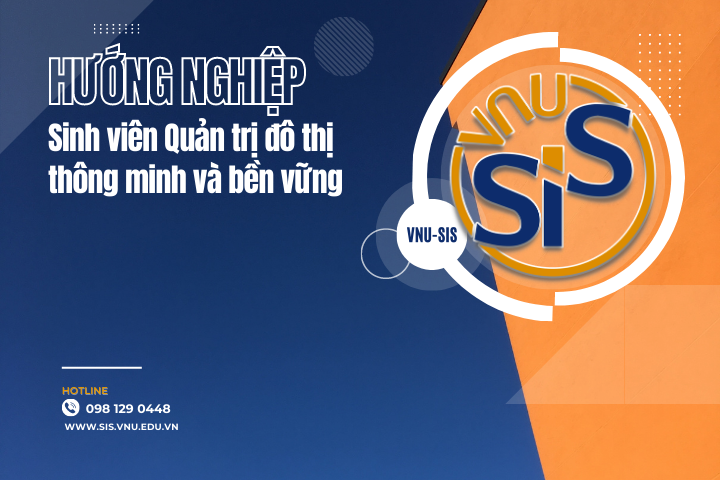 HƯỚNG NGHIỆP
Sinh viên Quản trị đô thị
thông minh và bền vững
vnu
SiS
VNU-SIS
HOTLINE
098 129 0448
WWW.SIS.VNU.EDU.VN